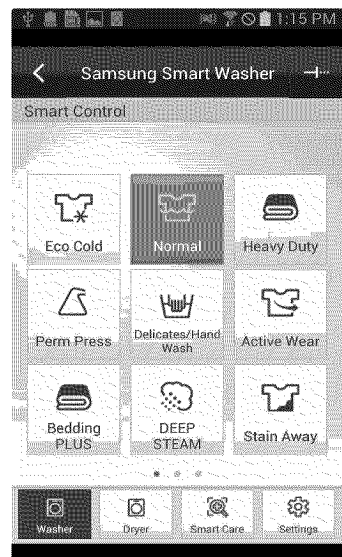 1:15 PM
Samsung Smart Washer
Smart Control
Eco Cold
Normal
Heavy Duty
Perm Press
Delicates/Hand
Wash
Active Wear
Bedding
PLUS
DEEP
STEAM
Stain Away
Washer
Dryer
Smart Care
Settings